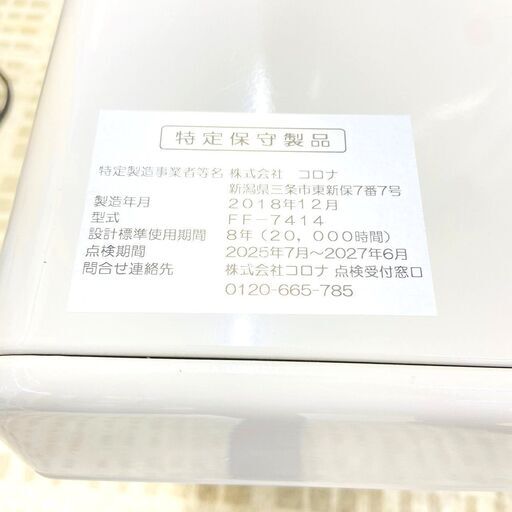 特定保守製品
特定製造事業者等名 株式会社 コロナ
新潟県三条市東新保7番7号
製造年月 2018年12月
型式 FF-7414
設計標準使用期間 8年(20,000時間)
点検期間 2025年7月～2027年6月
問合せ連絡先 株式会社コロナ 点検受付窓口
0120-665-785